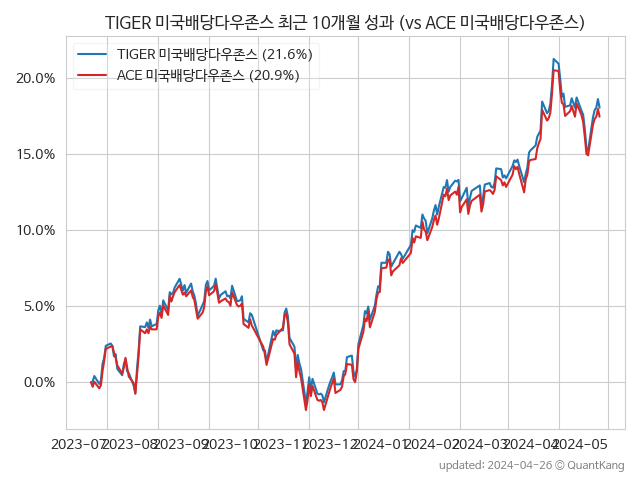 TIGER 미국배당다우존스 최근 10개월 성과 (vs ACE 미국배당다우존스)
TIGER 미국배당다우존스 (21.6%)
ACE 미국배당다우존스 (20.9%)
20.0%
15.0%
10.0%
5.0%
0.0%
2023-07 2023-08 2023-09 2023-10 2023-11 2023-12 2024-01 2024-02 2024-03 2024-04 2024-05
updated: 2024-04-26 © QuantKang